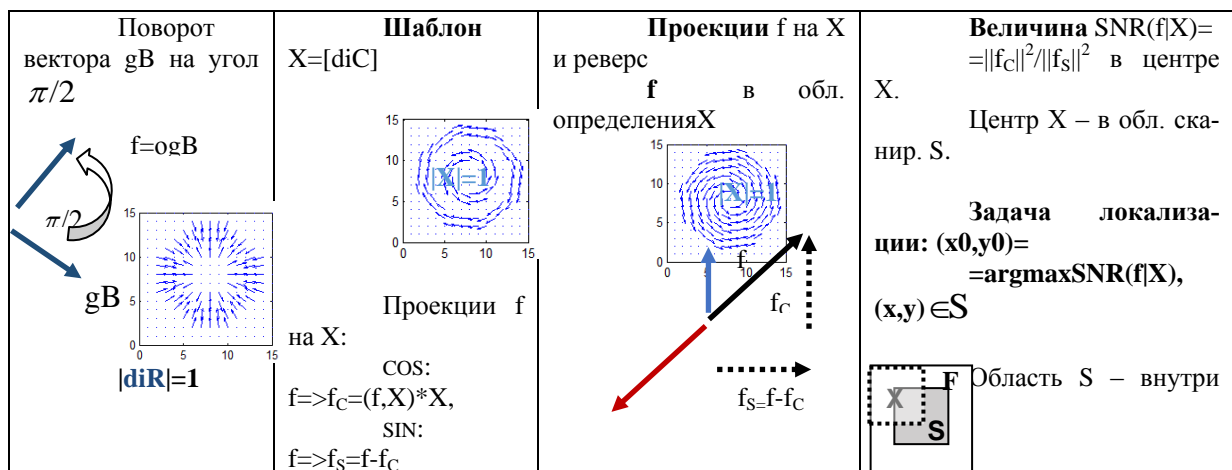 Поворот
вектора gB на угол
π/2
f=ogB
π/2
gB
15
10
5
0
0 5 10 15
|diR|=1
Шаблон
X=[diC]
15
10
5
0
0 5 10 15
|X|=1
Проекции f
на X:
COS:
f=>fC=(f,X)*X,
SIN:
f=>fS=f-fC
Проекции f на X
и реверс
f в обл.
определенияX
15
10
5
0
0 5 10 15
|X|=1
f
fC
fS=f-fC
Величина SNR(f|X)=
=||fC||²/||fS||² в центре
X.
Центр X – в обл. ска-
нир. S.
Задача локализа-
ции: (x0,y0)=
=argmaxSNR(f|X),
(x,y)∈S
Область S – внутри
F
X
S